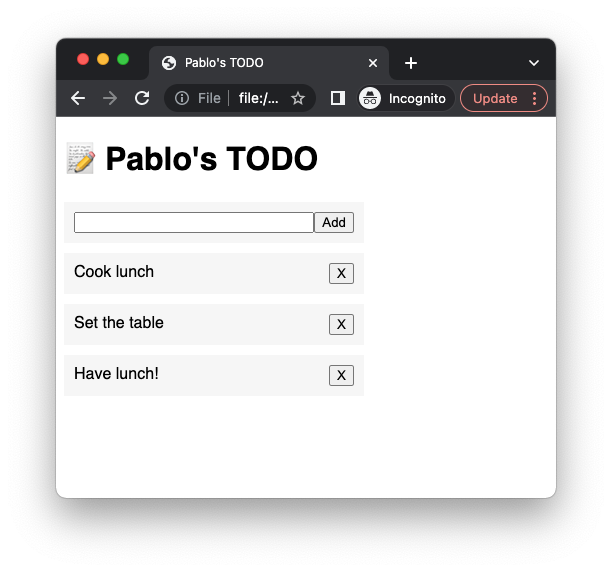 Pablo's TODO
File file:/... Incognito Update
Pablo's TODO
Add
Cook lunch X
Set the table X
Have lunch! X